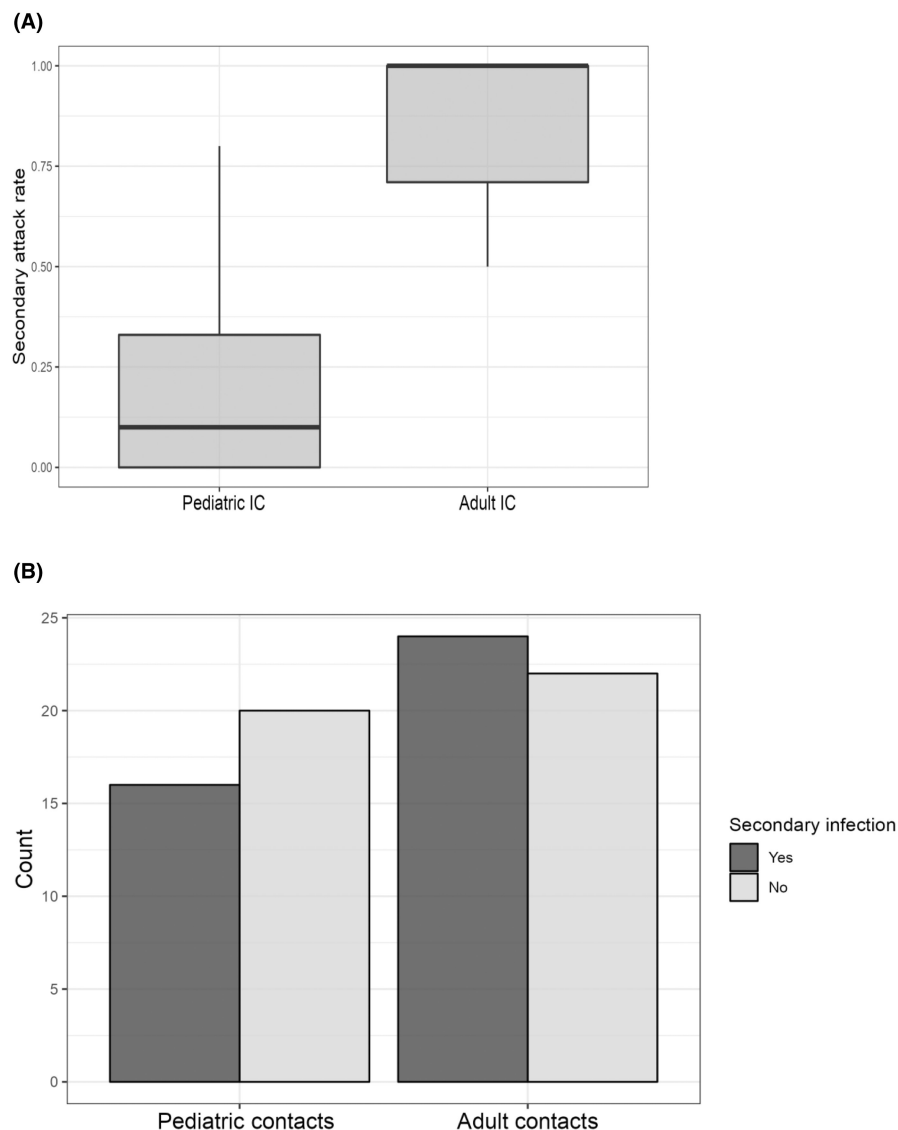 (A)
Secondary attack rate
1.00
0.75
0.50
0.25
0.00
Pediatric IC
Adult IC
(B)
Count
25
20
15
10
5
0
Pediatric contacts
Adult contacts
Secondary infection
Yes
No